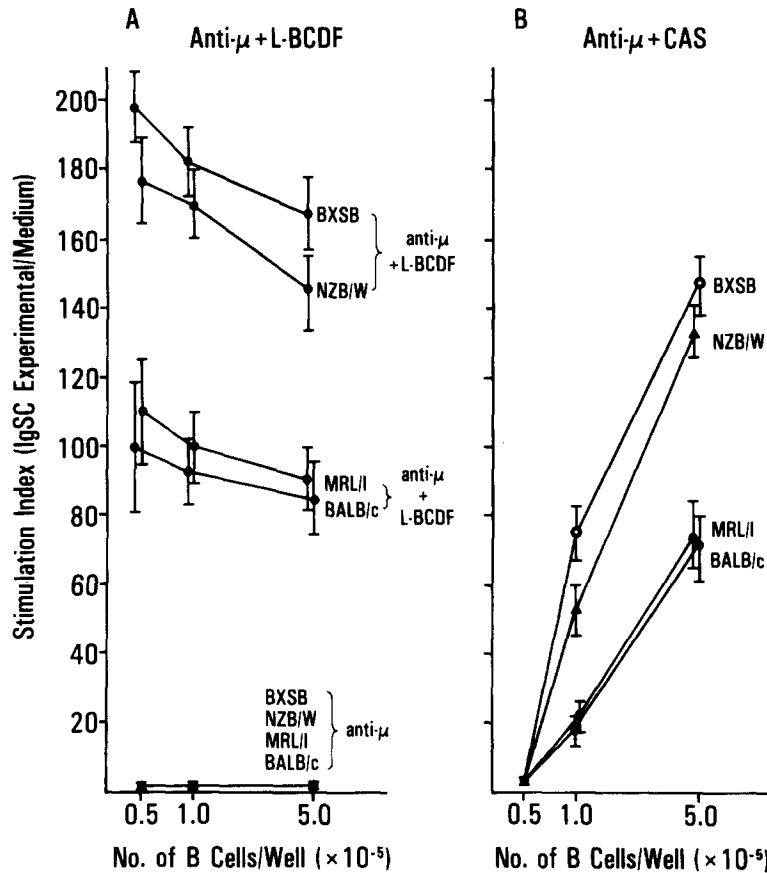 A
Anti-μ + L-BCDF
Stimulation Index (IgSC Experimental/Medium)
200
180
160
140
120
100
80
60
40
20
BXSB
NZB/W
anti-μ
+L-BCDF
MRL/l
BALB/c
anti-μ
+
L-BCDF
BXSB
NZB/W
MRL/l
BALB/c
anti-μ
0.5 1.0 5.0
No. of B Cells/Well (×10⁻⁵)
B
Anti-μ + CAS
BXSB
NZB/W
MRL/l
BALB/c
0.5 1.0 5.0
No. of B Cells/Well (×10⁻⁵)